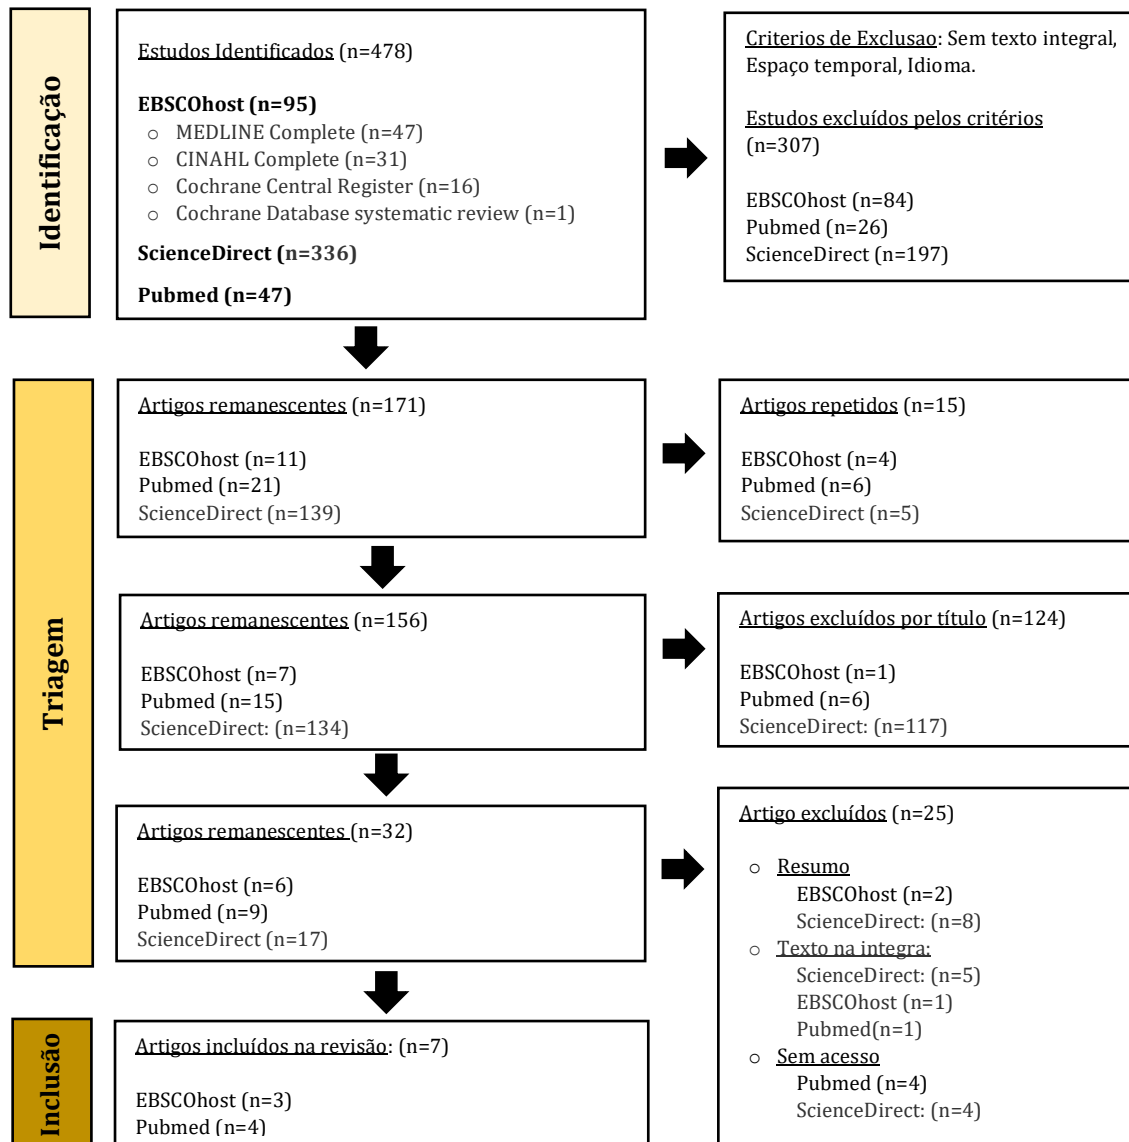 Identificação
Estudos Identificados (n=478)
EBSCOhost (n=95)
○ MEDLINE Complete (n=47)
○ CINAHL Complete (n=31)
○ Cochrane Central Register (n=16)
○ Cochrane Database systematic review (n=1)
ScienceDirect (n=336)
Pubmed (n=47)
Criterios de Exclusao: Sem texto integral,
Espaço temporal, Idioma.
Estudos excluídos pelos critérios
(n=307)
EBSCOhost (n=84)
Pubmed (n=26)
ScienceDirect (n=197)
Triagem
Artigos remanescentes (n=171)
EBSCOhost (n=11)
Pubmed (n=21)
ScienceDirect (n=139)
Artigos repetidos (n=15)
EBSCOhost (n=4)
Pubmed (n=6)
ScienceDirect (n=5)
Artigos remanescentes (n=156)
EBSCOhost (n=7)
Pubmed (n=15)
ScienceDirect: (n=134)
Artigos excluídos por título (n=124)
EBSCOhost (n=1)
Pubmed (n=6)
ScienceDirect: (n=117)
Artigos remanescentes (n=32)
EBSCOhost (n=6)
Pubmed (n=9)
ScienceDirect (n=17)
Artigo excluídos (n=25)
○ Resumo
EBSCOhost (n=2)
ScienceDirect: (n=8)
○ Texto na integra:
ScienceDirect: (n=5)
EBSCOhost (n=1)
Pubmed(n=1)
○ Sem acesso
Pubmed (n=4)
ScienceDirect: (n=4)
Inclusão
Artigos incluídos na revisão: (n=7)
EBSCOhost (n=3)
Pubmed (n=4)